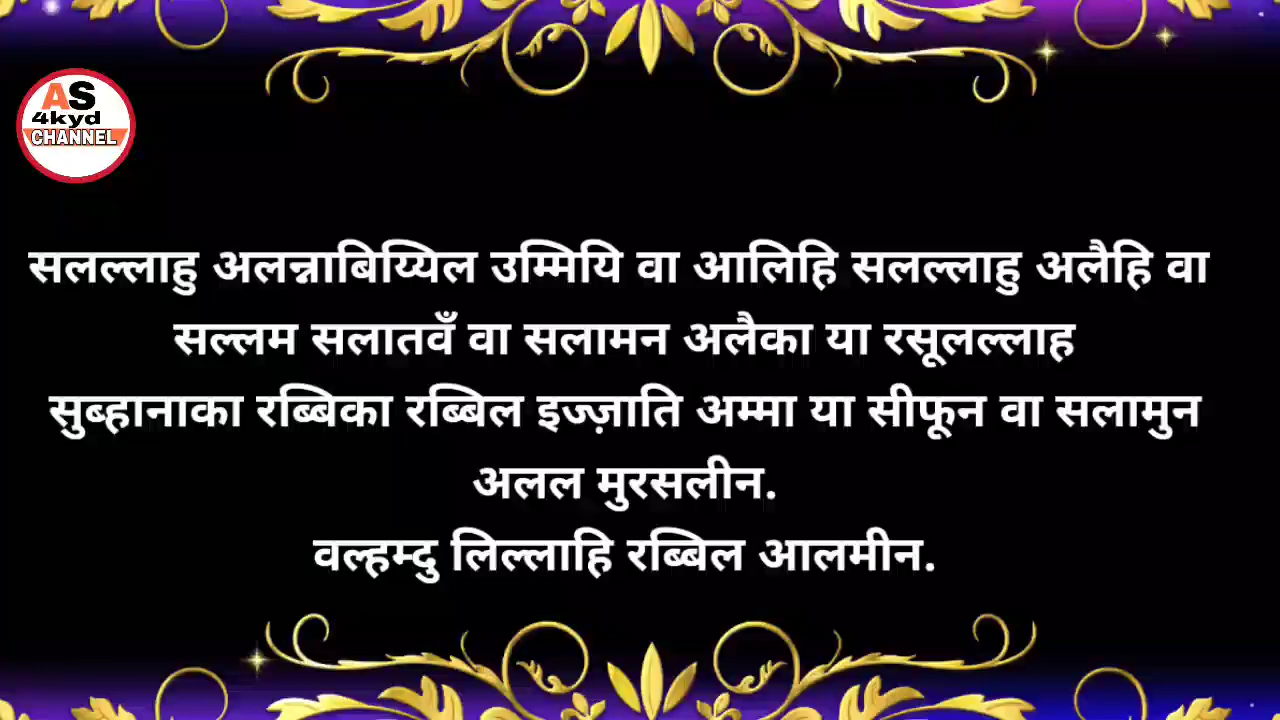 AS
4kyd
CHANNEL
सलल्लाहु अलन्नाबिय्यिल उम्मियि वा आलिहि सलल्लाहु अलैहि वा
सल्लम सलातवँ वा सलामन अलैका या रसूलल्लाह
सुब्हानाका रब्बिका रब्बिल इज्ज़ाति अम्मा या सीफून वा सलामुन
अलल मुरसलीन.
वल्हम्दु लिल्लाहि रब्बिल आलमीन.